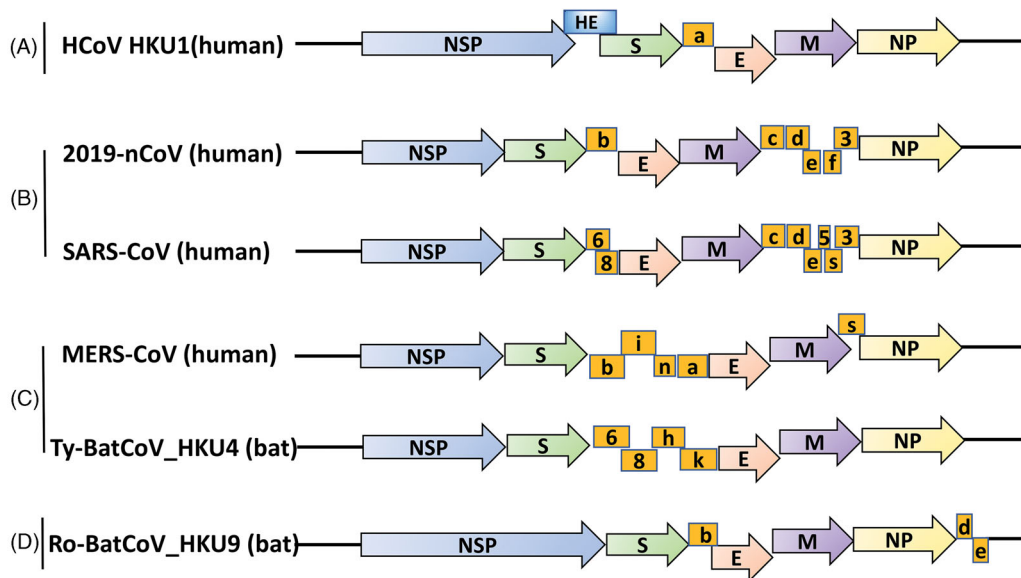 (A) HCoV HKU1(human) NSP HE S a E M NP
(B)
2019-nCoV (human) NSP S b E M c d e f 3 NP
SARS-CoV (human) NSP S 6 8 E M c d e 5 s 3 NP
(C)
MERS-CoV (human) NSP S b i n a E M s NP
Ty-BatCoV_HKU4 (bat) NSP S 6 8 h k E M NP
(D) Ro-BatCoV_HKU9 (bat) NSP S b E M NP d e